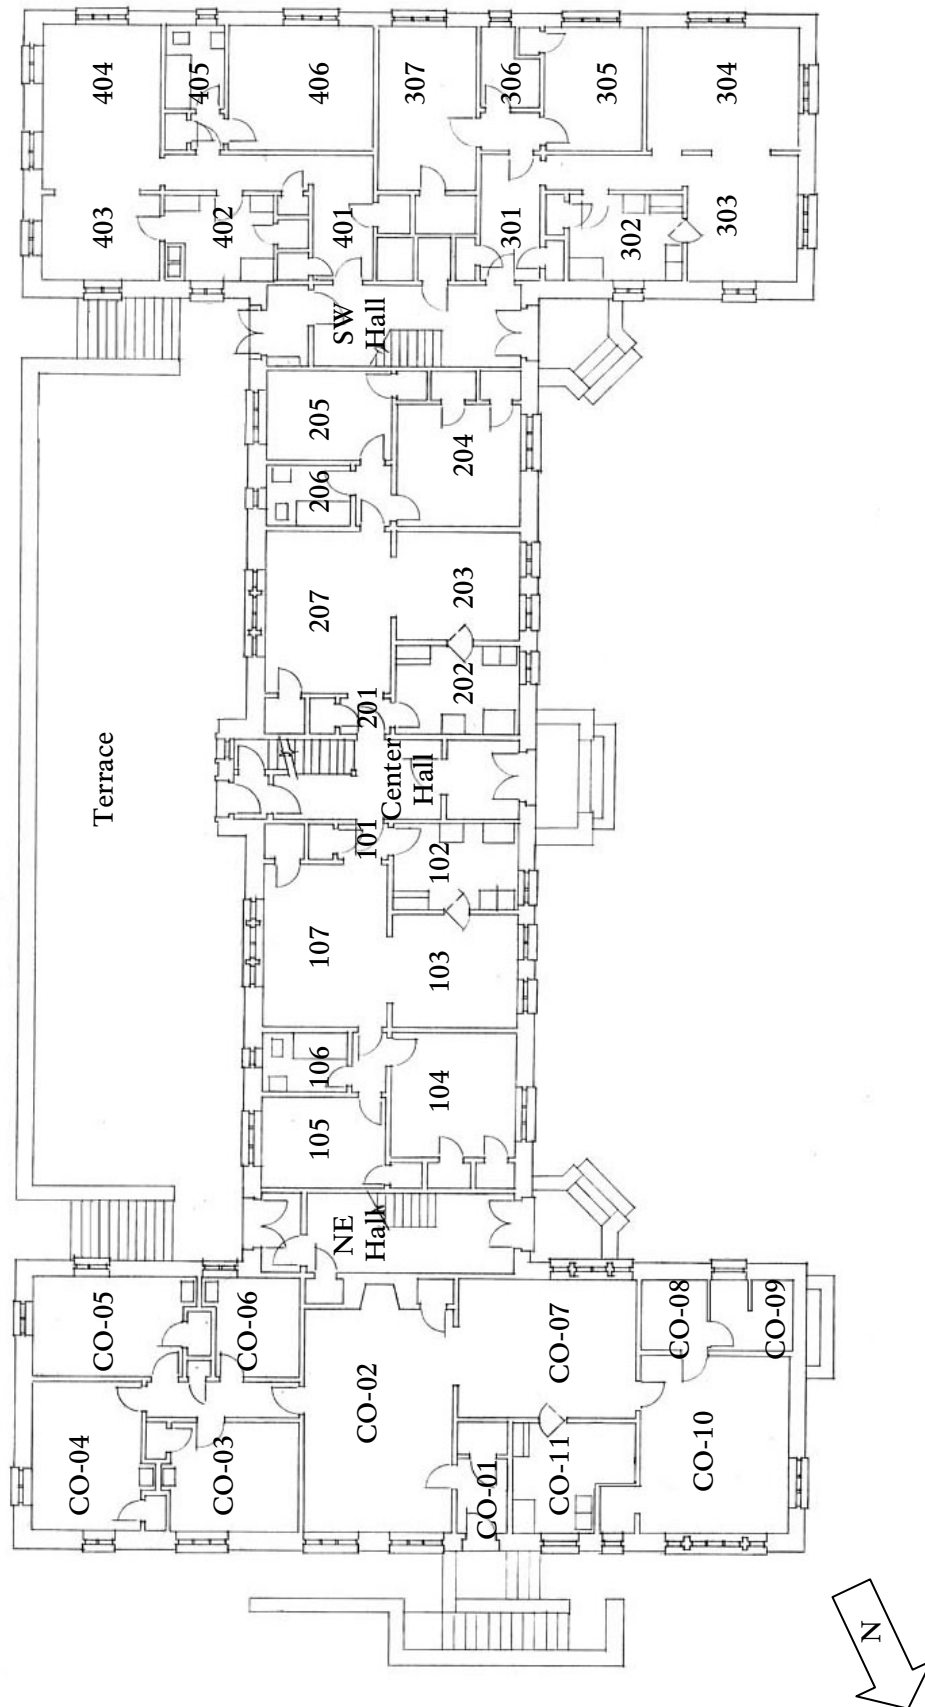 404
405
406
307
306
305
304
403
402
401
301
302
303
SW
Hall
205
206
204
207
203
201
202
Terrace
Center
Hall
101
102
107
103
106
104
105
NE
Hall
CO-05
CO-06
CO-07
CO-08
CO-09
CO-02
CO-04
CO-03
CO-01
CO-11
CO-10
N